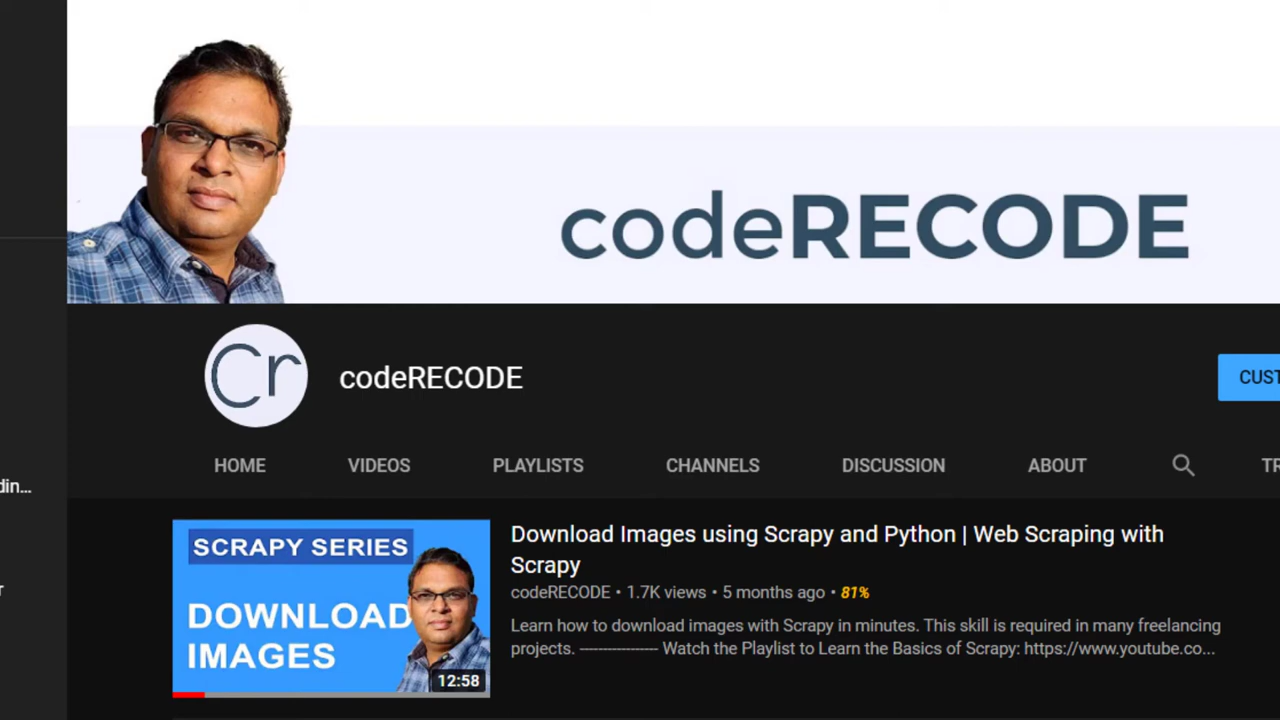 codeRECODE
Cr
codeRECODE
CUST
HOME VIDEOS PLAYLISTS CHANNELS DISCUSSION ABOUT TR
din...
r
SCRAPY SERIES
DOWNLOAD
IMAGES
12:58
Download Images using Scrapy and Python | Web Scraping with
Scrapy
codeRECODE • 1.7K views • 5 months ago • 81%
Learn how to download images with Scrapy in minutes. This skill is required in many freelancing
projects. ---------------- Watch the Playlist to Learn the Basics of Scrapy: https://www.youtube.co...